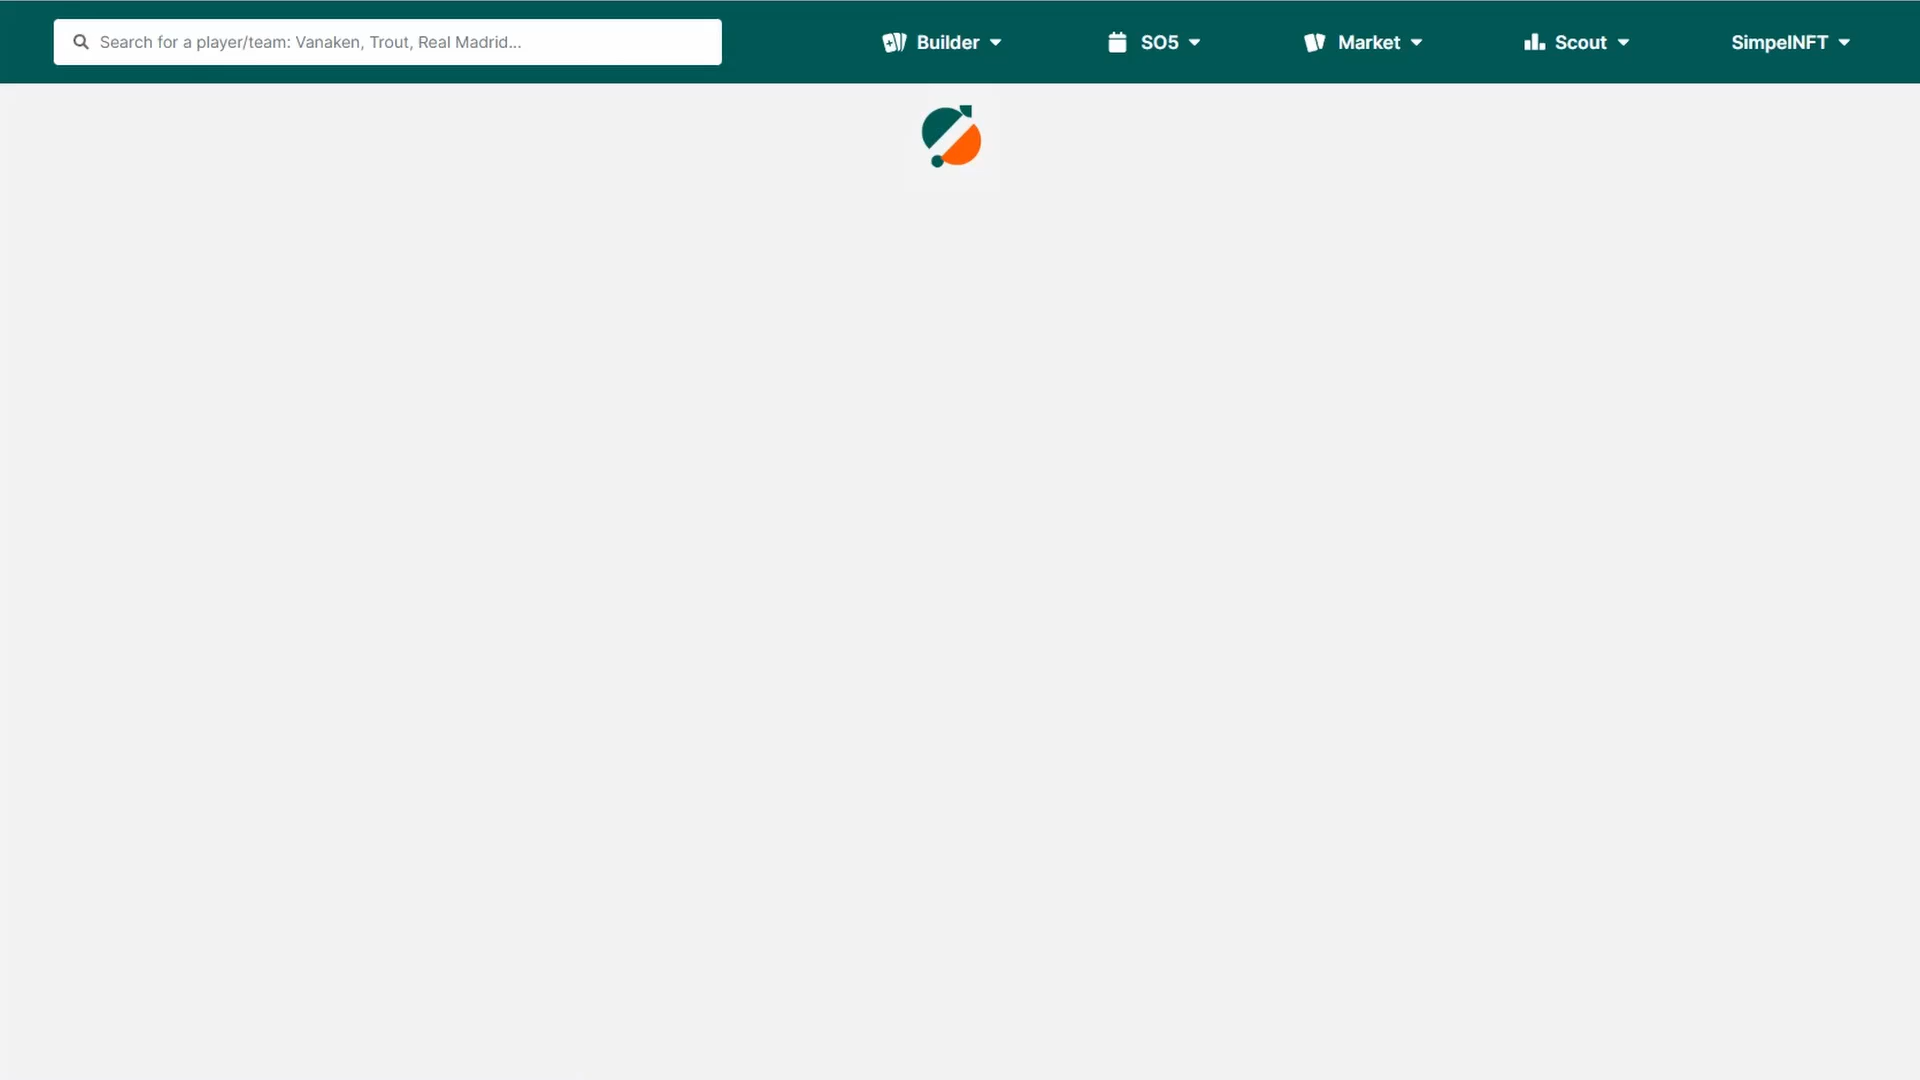 Search for a player/team: Vanaken, Trout, Real Madrid...
Builder
SO5
Market
Scout
SimpelNFT